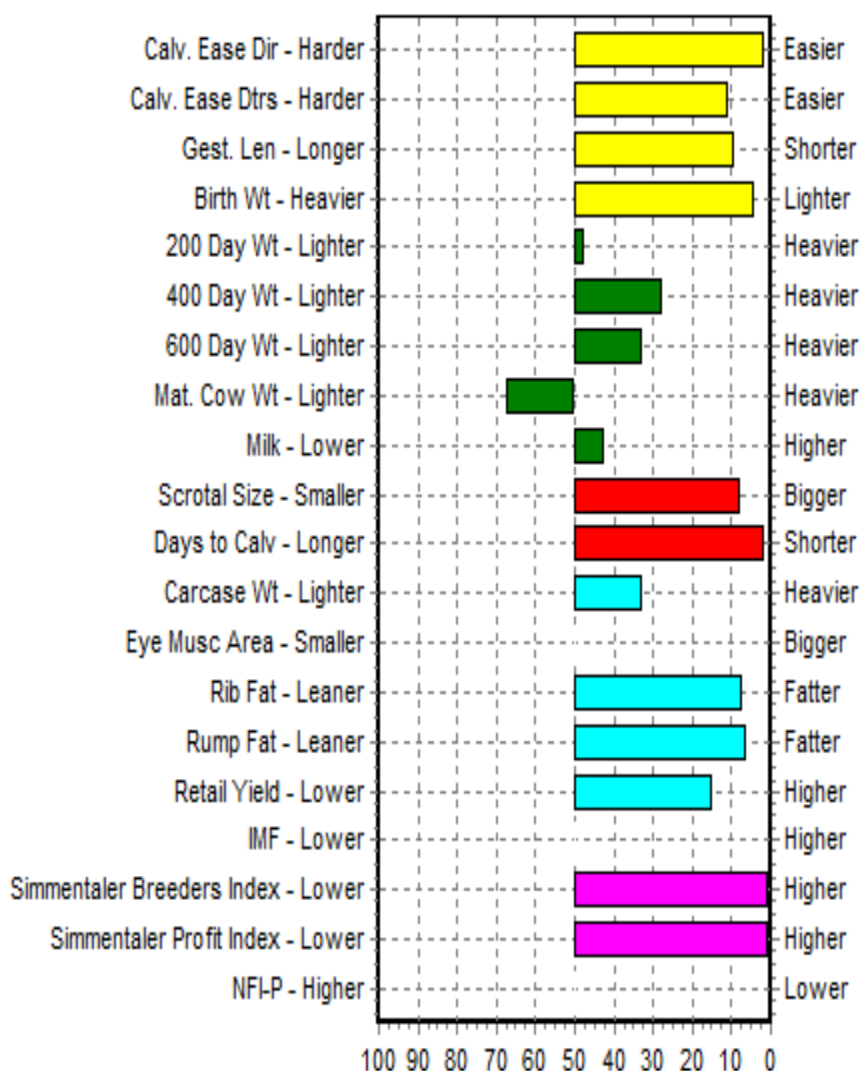 Calv. Ease Dir - Harder Easier
Calv. Ease Dtrs - Harder Easier
Gest. Len - Longer Shorter
Birth Wt - Heavier Lighter
200 Day Wt - Lighter Heavier
400 Day Wt - Lighter Heavier
600 Day Wt - Lighter Heavier
Mat. Cow Wt - Lighter Heavier
Milk - Lower Higher
Scrotal Size - Smaller Bigger
Days to Calv - Longer Shorter
Carcase Wt - Lighter Heavier
Eye Musc Area - Smaller Bigger
Rib Fat - Leaner Fatter
Rump Fat - Leaner Fatter
Retail Yield - Lower Higher
IMF - Lower Higher
Simmentaler Breeders Index - Lower Higher
Simmentaler Profit Index - Lower Higher
NFI-P - Higher Lower
100 90 80 70 60 50 40 30 20 10 0